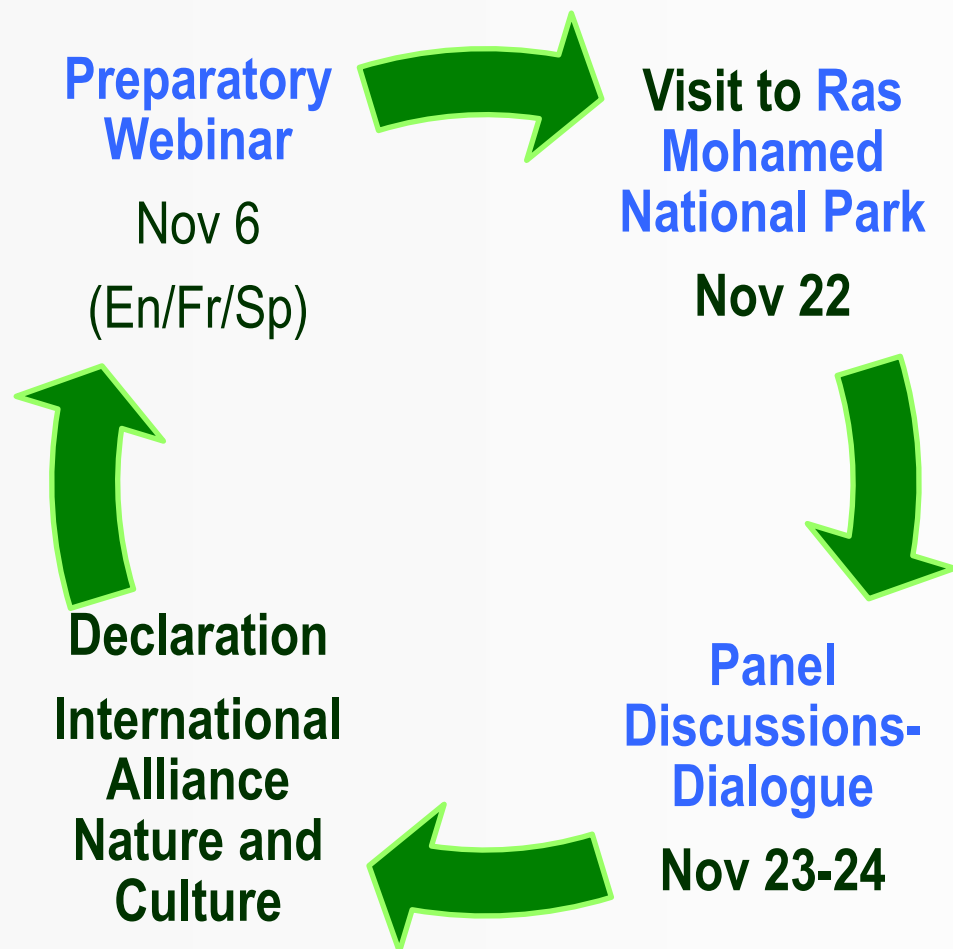 Preparatory
Webinar
Nov 6
(En/Fr/Sp)
Visit to Ras
Mohamed
National Park
Nov 22
Panel
Discussions-
Dialogue
Nov 23-24
Declaration
International
Alliance
Nature and
Culture